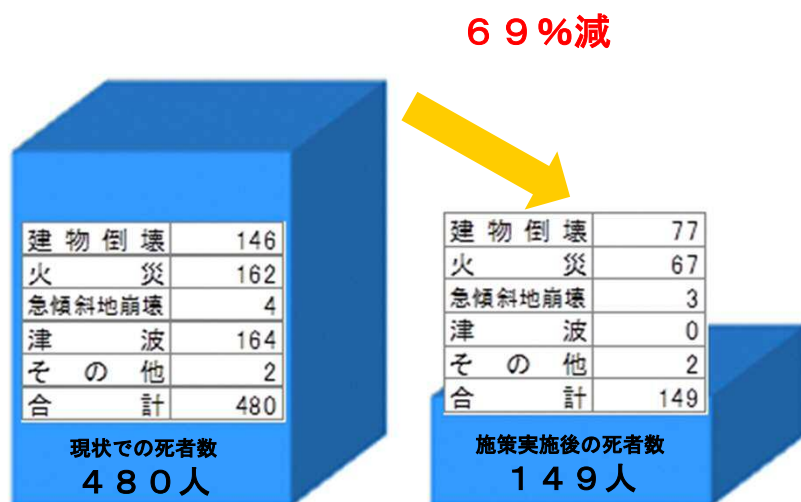 69%減
建物倒壊 146
火災 162
急傾斜地崩壊 4
津波 164
その他 2
合計 480
現状での死者数
480人
建物倒壊 77
火災 67
急傾斜地崩壊 3
津波 0
その他 2
合計 149
施策実施後の死者数
149人